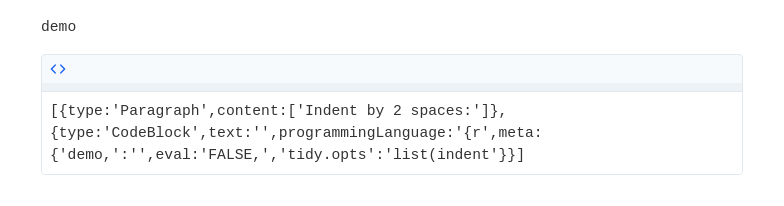 demo
[{type:'Paragraph',content:['Indent by 2 spaces:']},
{type:'CodeBlock',text:'',programmingLanguage:'{r',meta:
{'demo,':'',eval:'FALSE,','tidy.opts':'list(indent'}}]